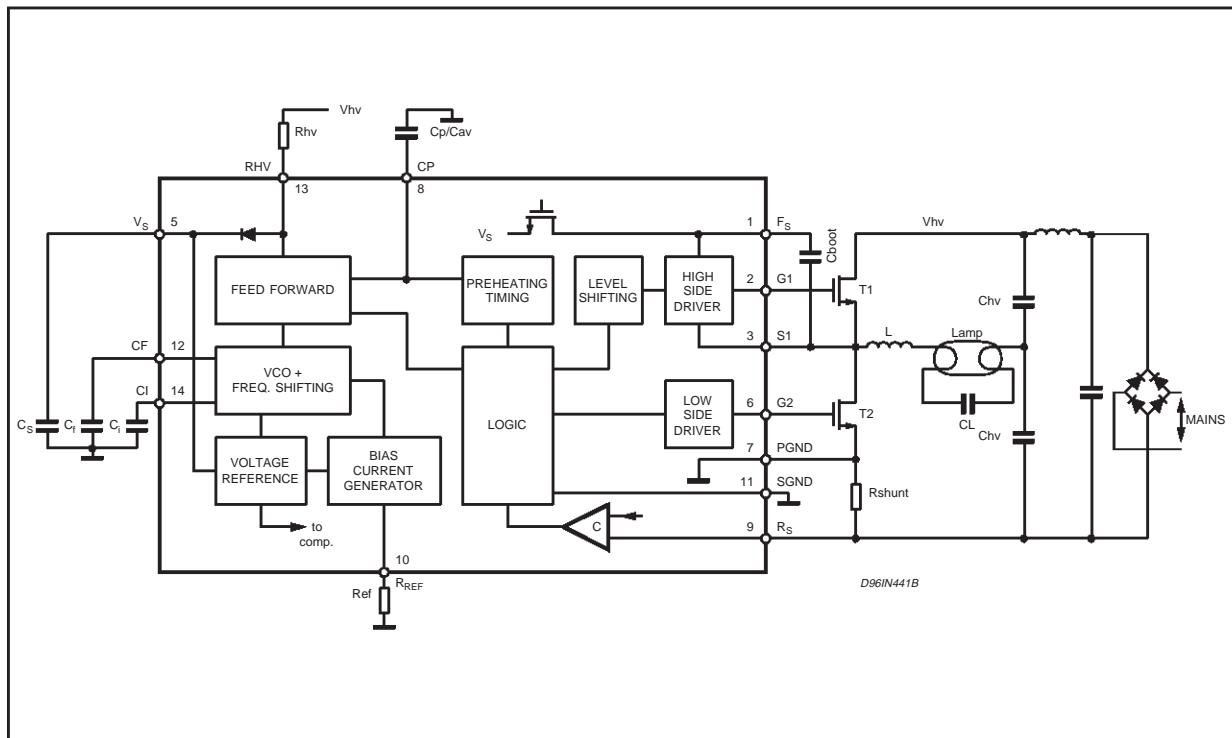 Vhv
Rhv
Cp/Cav
RHV
CP
13
8
VS
5
VS
1
FS
Cboot
Vhv
FEED FORWARD
PREHEATING
TIMING
LEVEL
SHIFTING
HIGH
SIDE
DRIVER
2
G1
T1
Chv
3
S1
L
Lamp
CF
12
CI
14
VCO +
FREQ. SHIFTING
LOGIC
LOW
SIDE
DRIVER
6
G2
T2
CL
Chv
MAINS
CS
Cf
Ci
VOLTAGE
REFERENCE
BIAS
CURRENT
GENERATOR
7
PGND
11
SGND
Rshunt
to
comp.
C
9
RS
10
RREF
Ref
D96IN441B